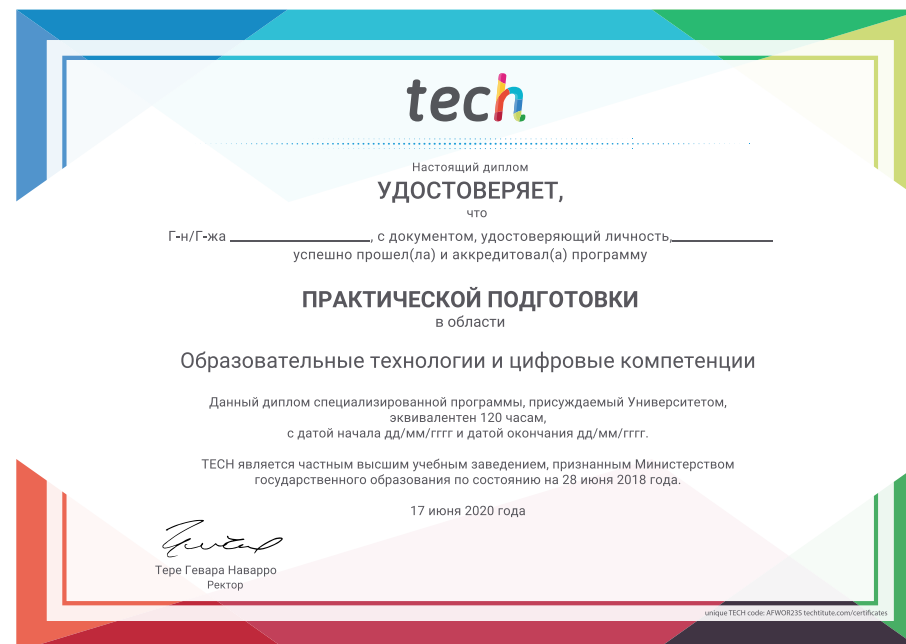 tech
Настоящий диплом
УДОСТОВЕРЯЕТ,
что
Г-н/Г-жа ____________________, с документом, удостоверяющий личность,______________
успешно прошел(ла) и аккредитовал(а) программу
ПРАКТИЧЕСКОЙ ПОДГОТОВКИ
в области
Образовательные технологии и цифровые компетенции
Данный диплом специализированной программы, присуждаемый Университетом,
эквивалентен 120 часам,
с датой начала дд/мм/гггг и датой окончания дд/мм/гггг.
TECH является частным высшим учебным заведением, признанным Министерством
государственного образования по состоянию на 28 июня 2018 года.
17 июня 2020 года
Тере Гевара Наварро
Ректор
unique TECH code: AFWOR23S techtitute.com/certificates